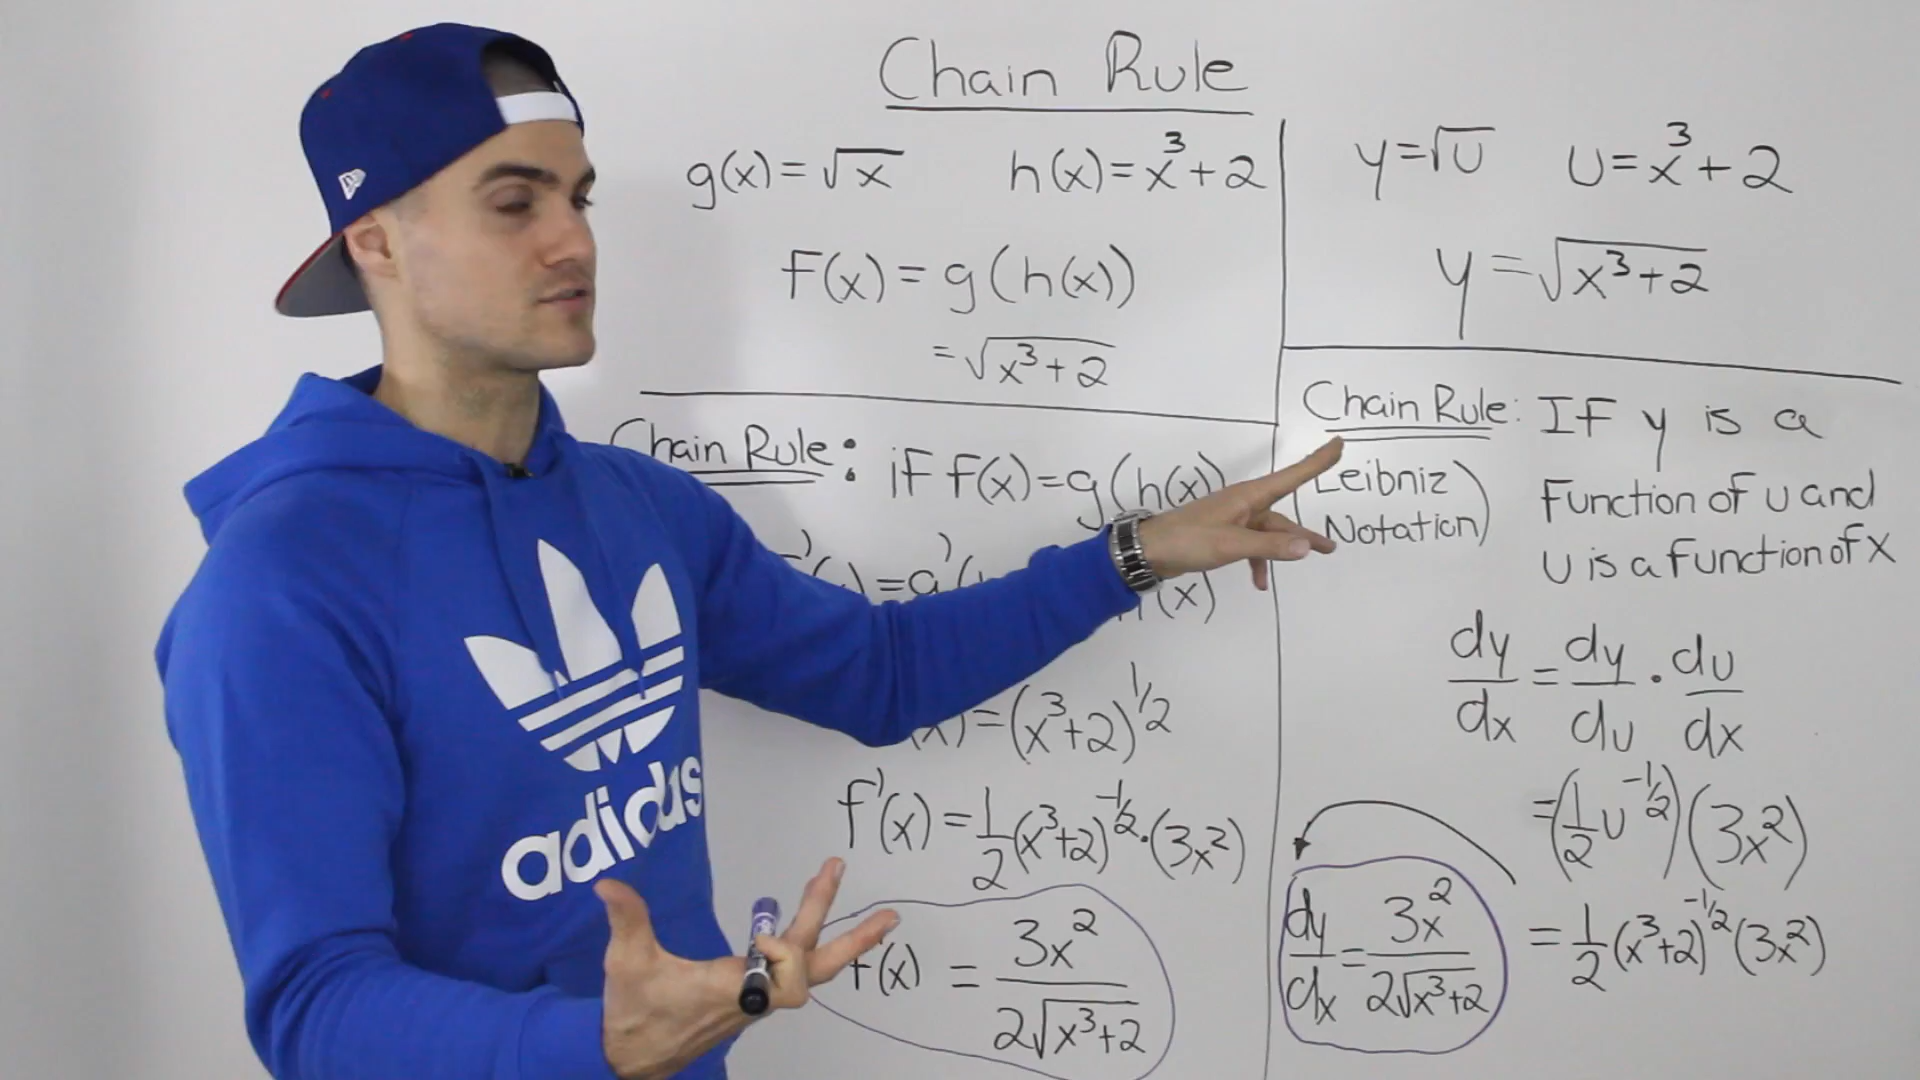 Chain Rule
g(x) = √x h(x) = x³ + 2
F(x) = g(h(x))
= √x³+2
y = √u u = x³ + 2
y = √x³+2
Chain Rule: iF f(x) = g(h(x))
(x)
= (x³+2)^1/2
f'(x) = 1/2 (x³+2)^-1/2 · (3x²)
f'(x) = 3x² / 2√x³+2
Chain Rule: IF y is a
(Leibniz Function of u and
Notation) u is a function of x
dy/dx = dy/du · du/dx
= (1/2 u^-1/2)(3x²)
= 1/2 (x³+2)^-1/2 (3x²)
dy/dx = 3x² / 2√x³+2
adidas